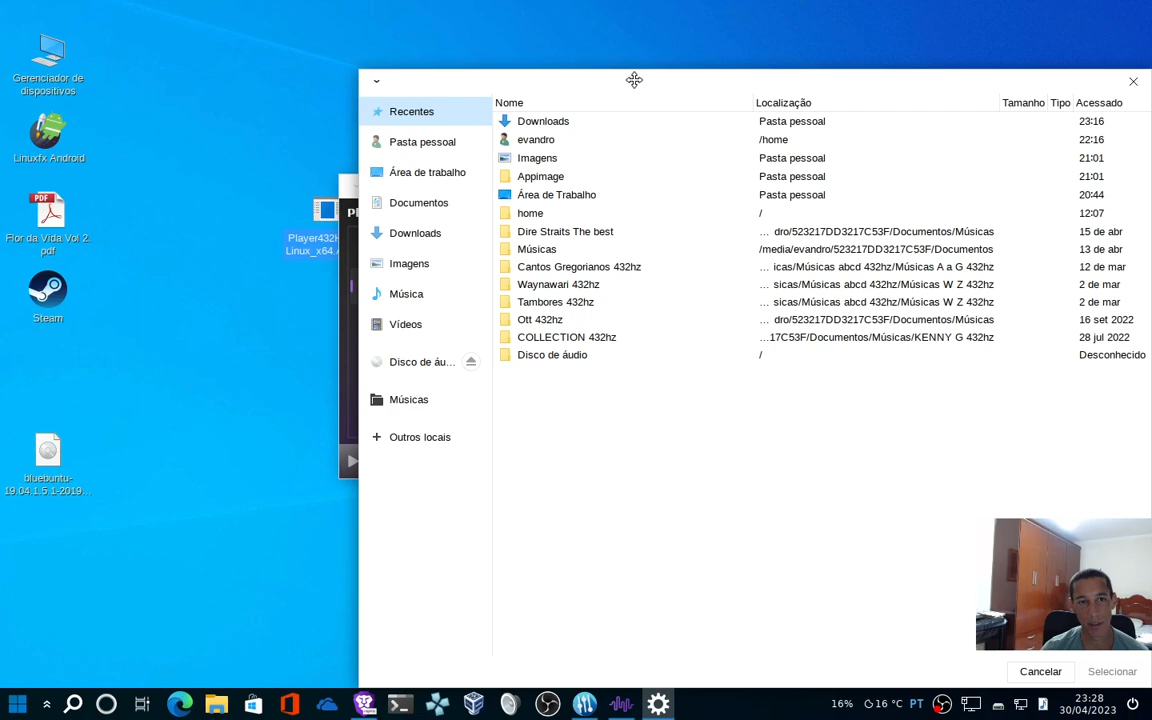 Gerenciador de
dispositivos
Linuxfx Android
PDF
Flor da Vida Vol 2.
pdf
Steam
bluebuntu-
19.04.1.5.1-2019...
Player432H
Linux_x64.A
Pl
Recentes
Pasta pessoal
Área de trabalho
Documentos
Downloads
Imagens
Música
Vídeos
Disco de áu...
Músicas
+ Outros locais
Nome Localização Tamanho Tipo Acessado
Downloads Pasta pessoal 23:16
evandro /home 22:16
Imagens Pasta pessoal 21:01
Appimage Pasta pessoal 21:01
Área de Trabalho Pasta pessoal 20:44
home / 12:07
Dire Straits The best ... dro/523217DD3217C53F/Documentos/Músicas 15 de abr
Músicas /media/evandro/523217DD3217C53F/Documentos 13 de abr
Cantos Gregorianos 432hz ... icas/Músicas abcd 432hz/Músicas A a G 432hz 12 de mar
Waynawari 432hz ... sicas/Músicas abcd 432hz/Músicas W Z 432hz 2 de mar
Tambores 432hz ... sicas/Músicas abcd 432hz/Músicas W Z 432hz 2 de mar
Ott 432hz ... dro/523217DD3217C53F/Documentos/Músicas 16 set 2022
COLLECTION 432hz ...17C53F/Documentos/Músicas/KENNY G 432hz 28 jul 2022
Disco de áudio / Desconhecido
Cancelar Selecionar
16% 16 °C PT 23:28
30/04/2023